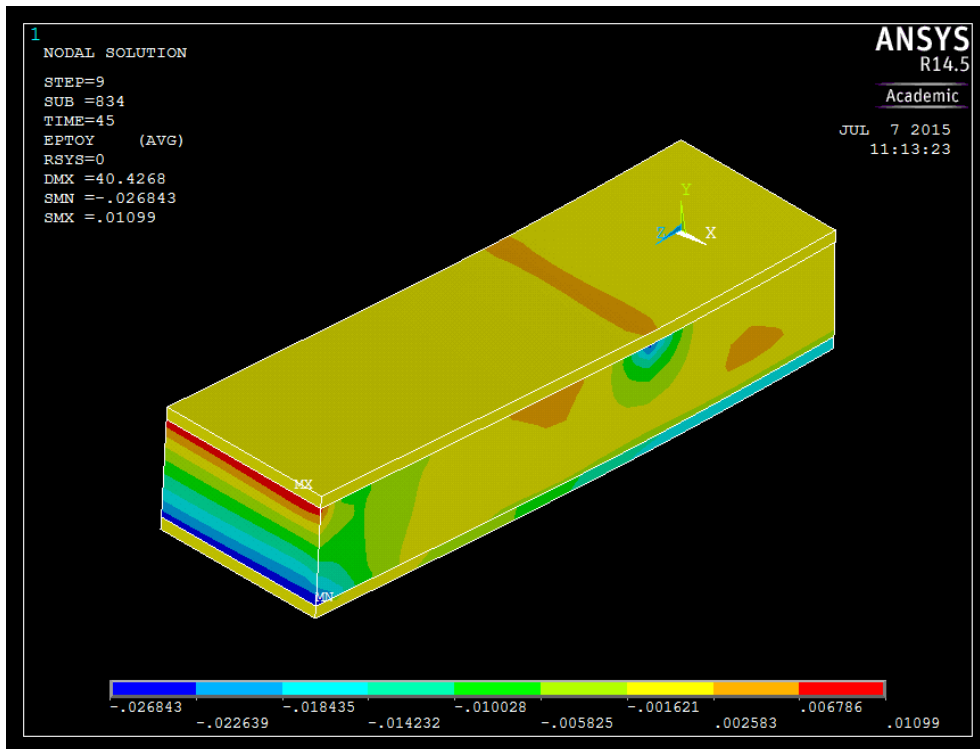 1
NODAL SOLUTION
STEP=9
SUB =834
TIME=45
EPTOY (AVG)
RSYS=0
DMX =40.4268
SMN =-.026843
SMX =.01099
ANSYS
R14.5
Academic
JUL 7 2015
11:13:23
Y
Z X
MX
MN
-.026843 -.018435 -.010028 -.001621 .006786
-.022639 -.014232 -.005825 .002583 .01099